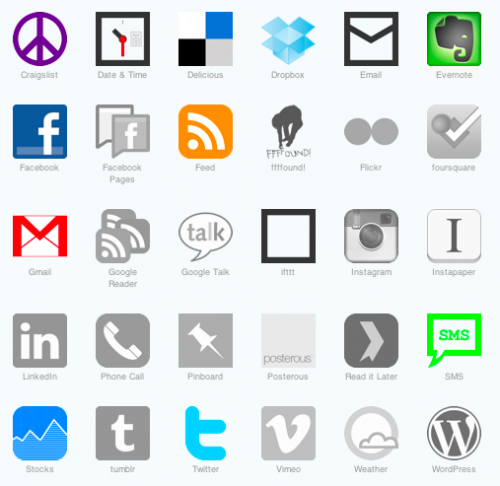 Craigslist
Date & Time
Delicious
Dropbox
Email
Evernote
f
Facebook
f
Facebook
Pages
Feed
FFFFOUND!
ffffound!
Flickr
foursquare
M
Gmail
Google
Reader
talk
Google Talk
ifttt
Instagram
I
Instapaper
in
LinkedIn
Phone Call
Pinboard
posterous
Posterous
Read it Later
SMS
SMS
Stocks
t
tumblr
Twitter
v
Vimeo
Weather
W
WordPress